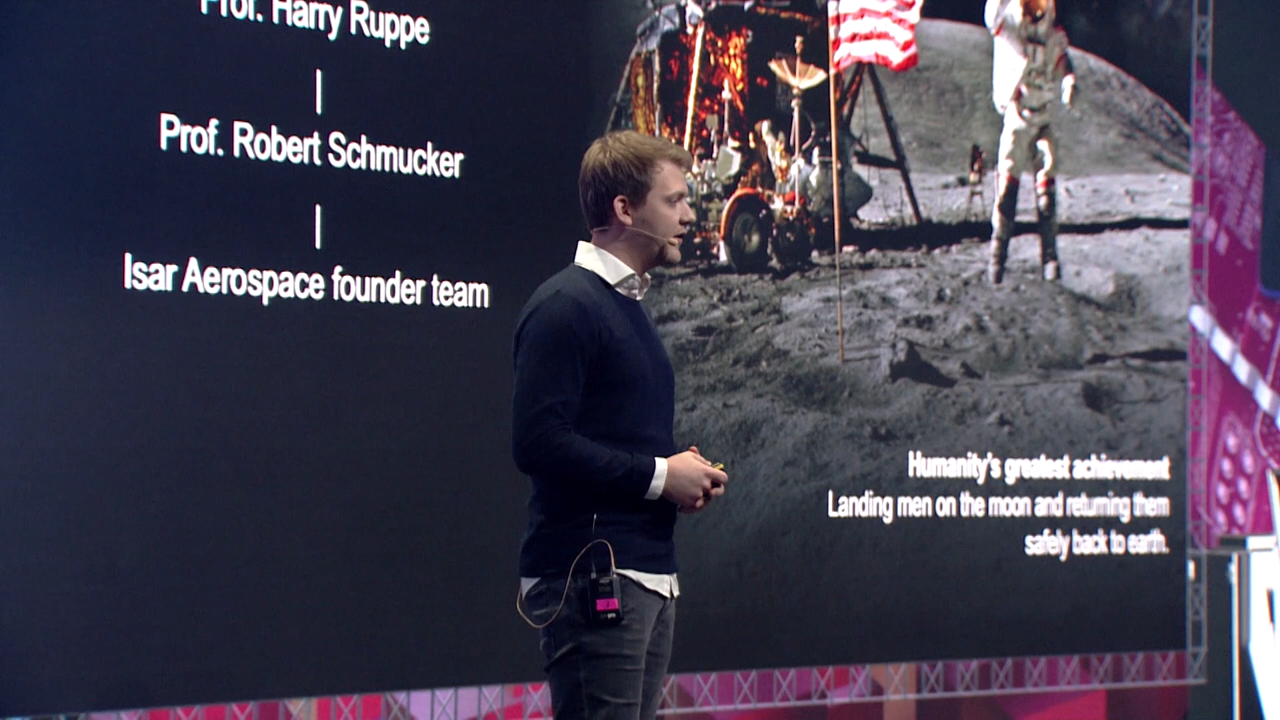 Prof. Harry Ruppe
Prof. Robert Schmucker
Isar Aerospace founder team
Humanity's greatest achievement
Landing men on the moon and returning them
safely back to earth.